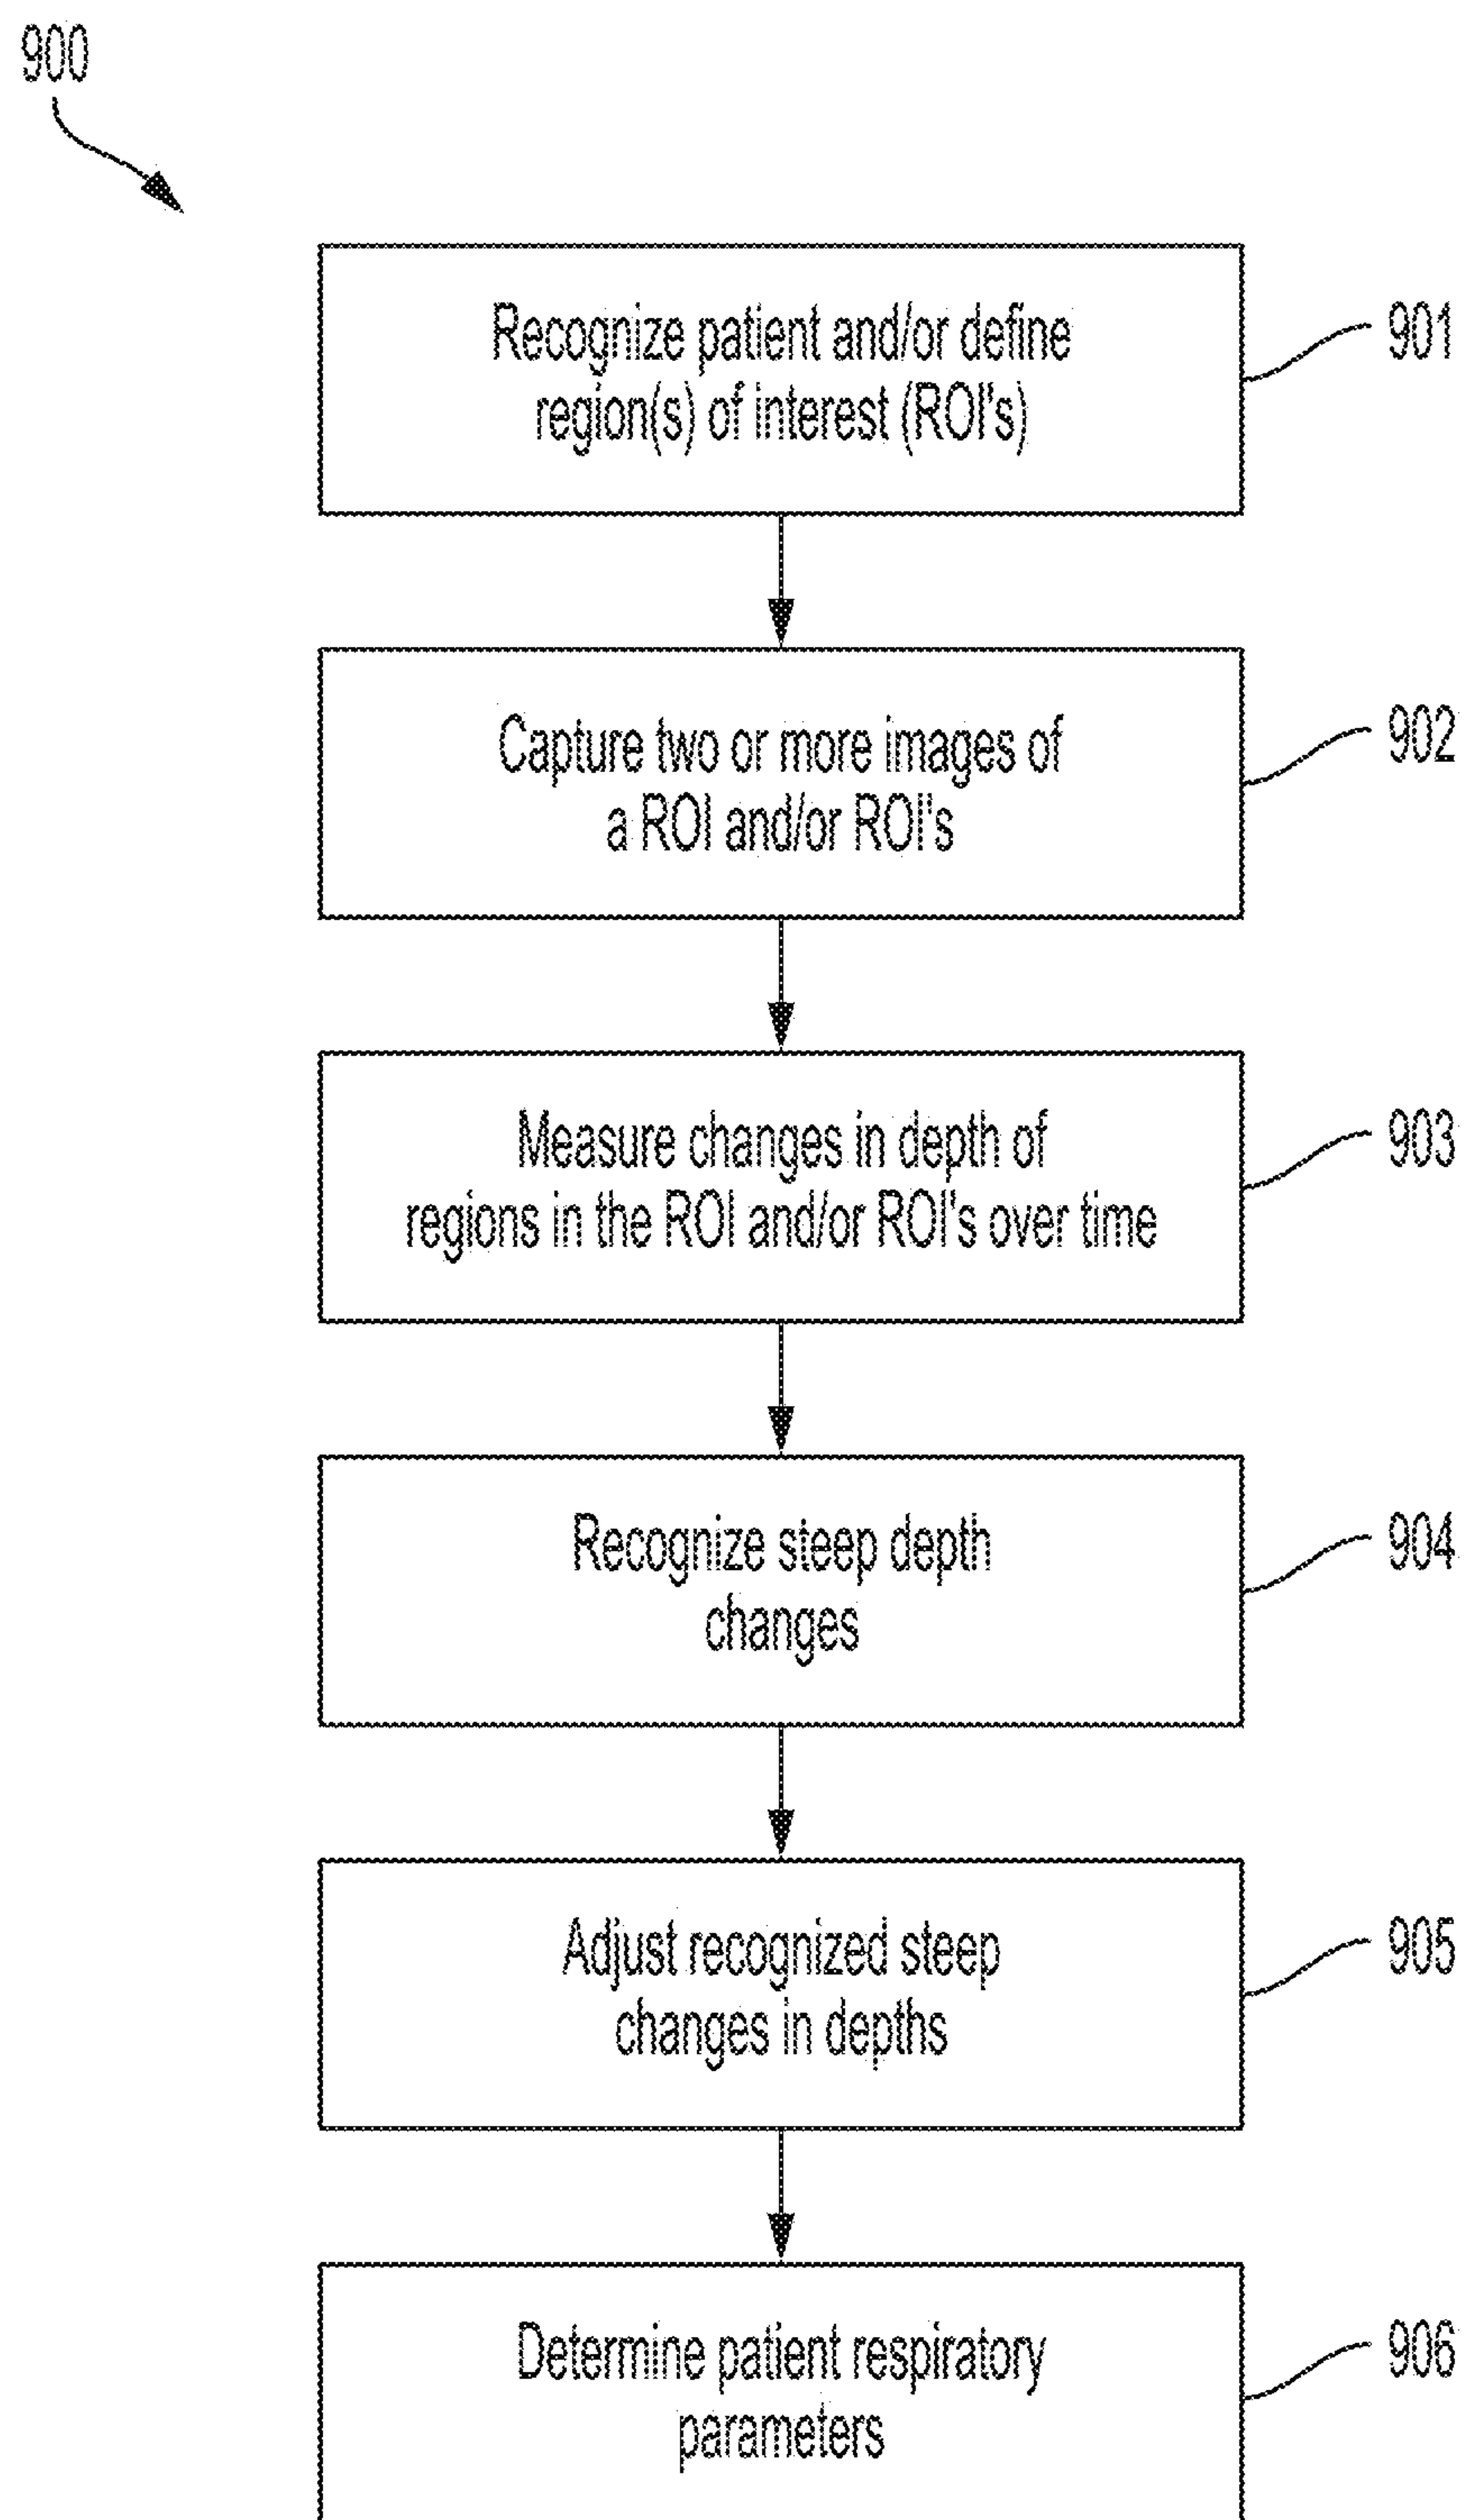 900
Recognize patient and/or define
region(s) of interest (ROI's)
901
Capture two or more images of
a ROI and/or ROI's
902
Measure changes in depth of
regions in the ROI and/or ROI's over time
903
Recognize steep depth
changes
904
Adjust recognized steep
changes in depths
905
Determine patient respiratory
parameters
906